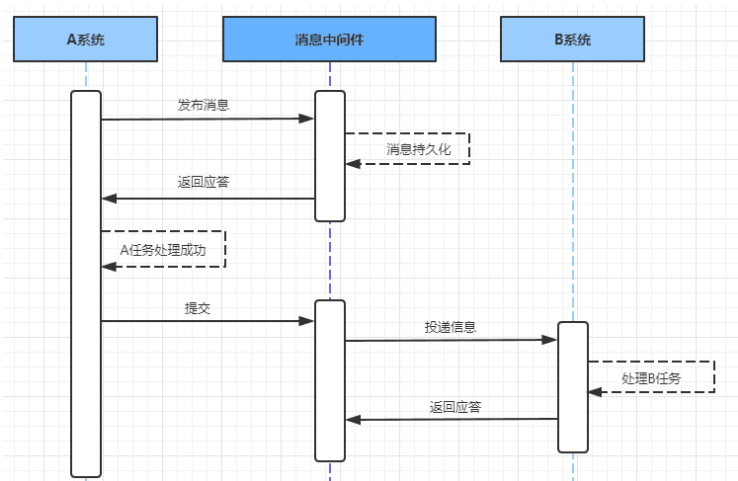 A系统
消息中间件
B系统
发布消息
消息持久化
返回应答
A任务处理成功
提交
投递信息
处理B任务
返回应答